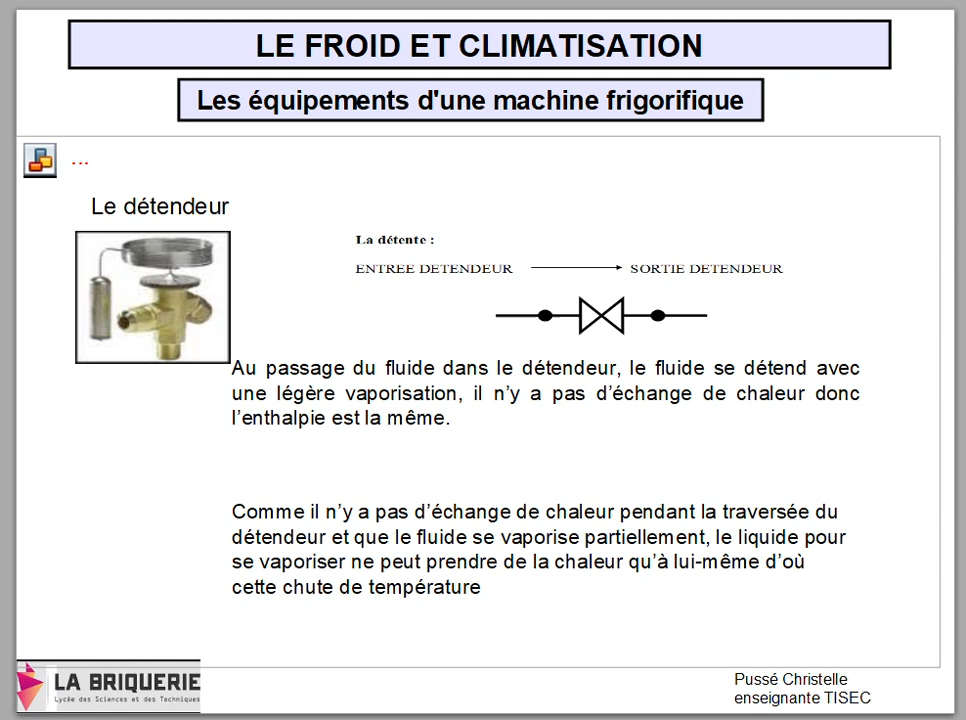 LE FROID ET CLIMATISATION
Les équipements d'une machine frigorifique
...
Le détendeur
La détente :
ENTREE DETENDEUR SORTIE DETENDEUR
Au passage du fluide dans le détendeur, le fluide se détend avec
une légère vaporisation, il n’y a pas d’échange de chaleur donc
l’enthalpie est la même.
Comme il n’y a pas d’échange de chaleur pendant la traversée du
détendeur et que le fluide se vaporise partiellement, le liquide pour
se vaporiser ne peut prendre de la chaleur qu’à lui-même d’où
cette chute de température
LA BRIQUERIE
Lycée des Sciences et des Techniques
Pussé Christelle
enseignante TISEC